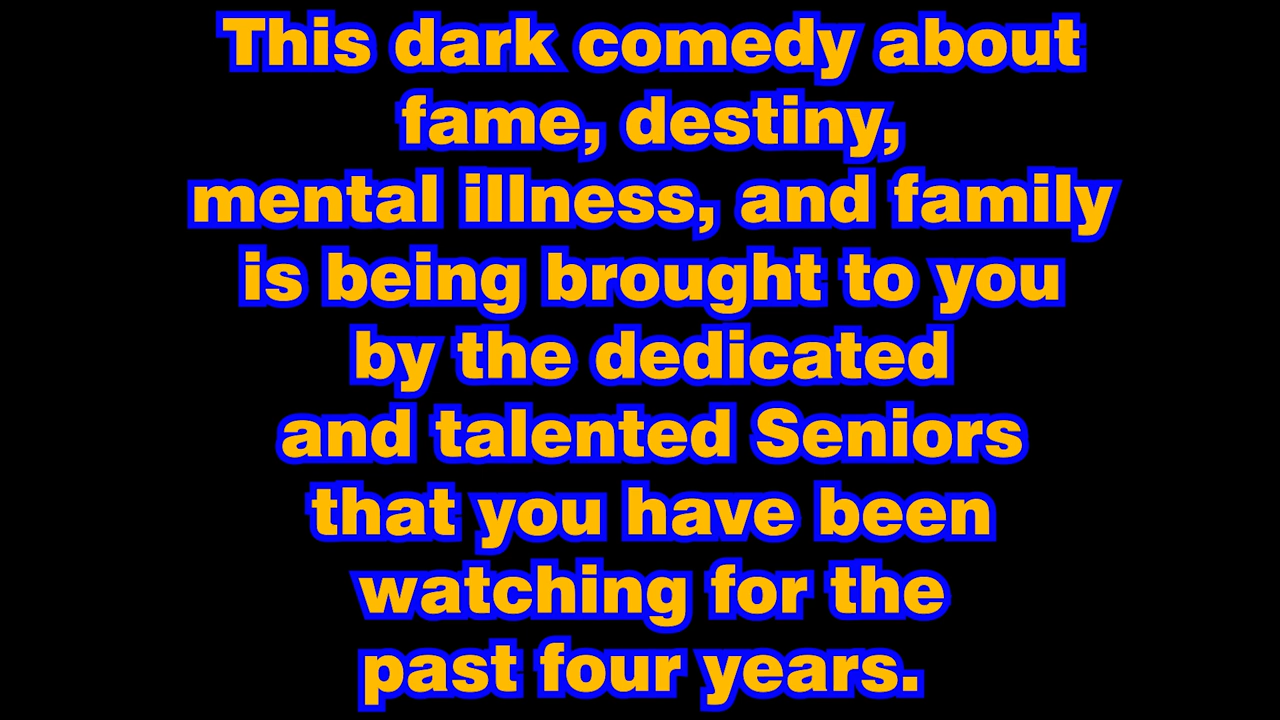 This dark comedy about
fame, destiny,
mental illness, and family
is being brought to you
by the dedicated
and talented Seniors
that you have been
watching for the
past four years.